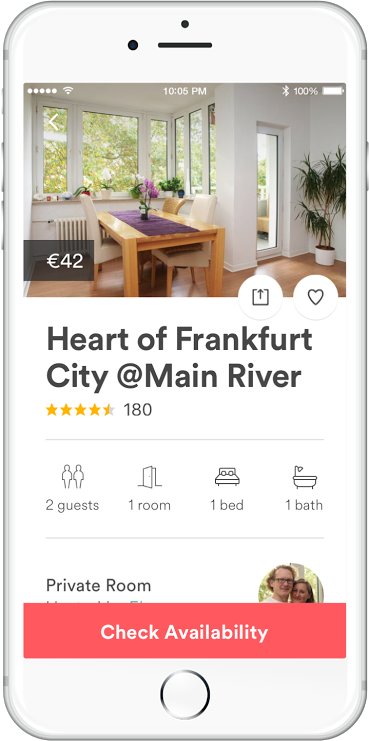 10:05 PM
100%
€42
Heart of Frankfurt
City @Main River
180
2 guests
1 room
1 bed
1 bath
Private Room
Check Availability